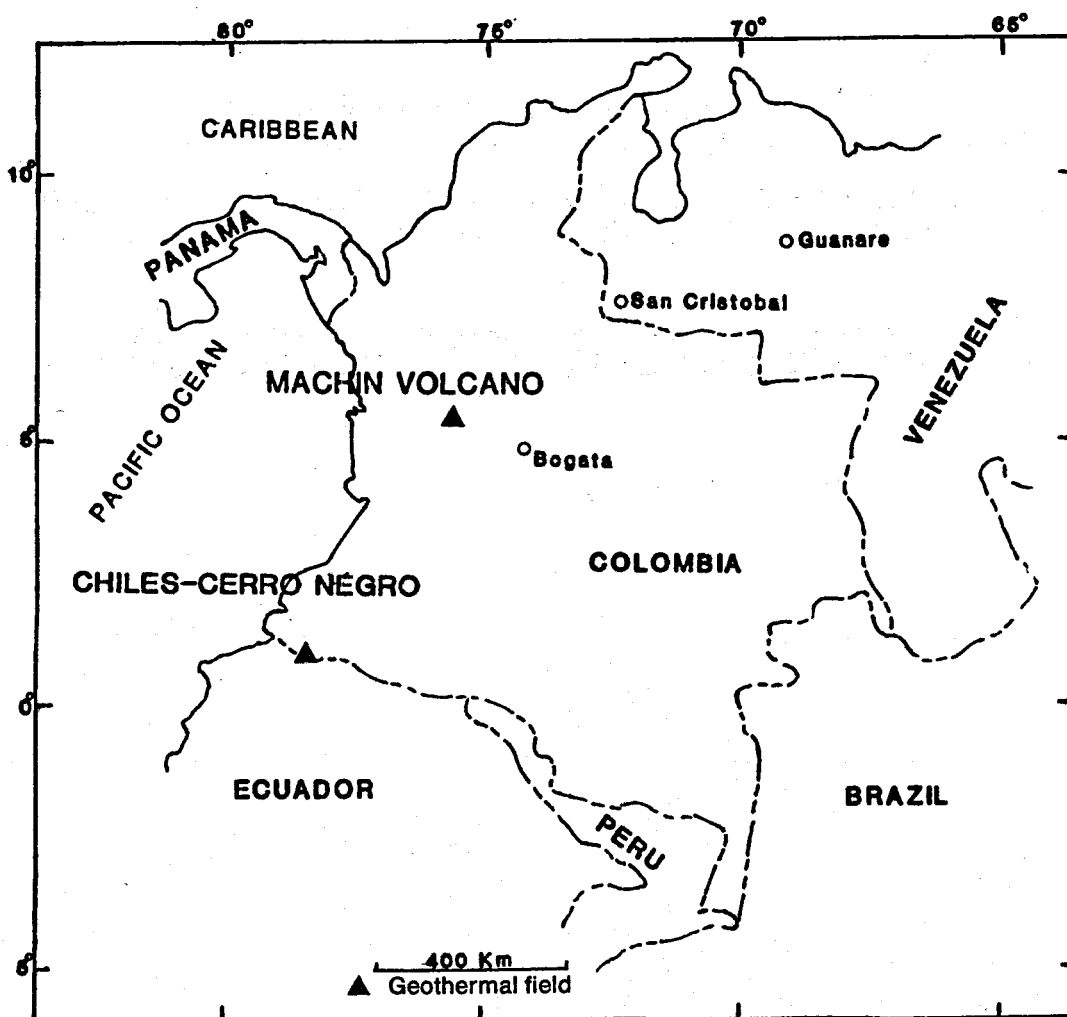 80°
75°
70°
65°
CARIBBEAN
10°
PANAMA
Guanare
San Cristobal
VENEZUELA
PACIFIC OCEAN
MACHIN VOLCANO
5°
Bogata
COLOMBIA
CHILES-CERRO NEGRO
0°
ECUADOR
BRAZIL
PERU
5°
400 Km
Geothermal field